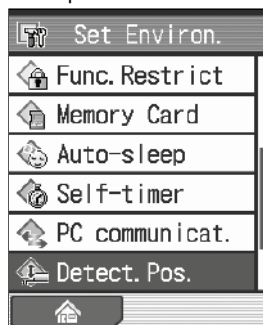 Set Environ.
Func.Restrict
Memory Card
Auto-sleep
Self-timer
PC communicat.
Detect.Pos.